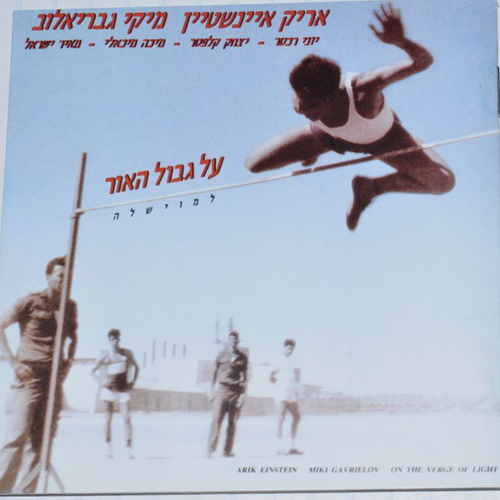 אריק איינשטיין מיקי גבריאלוב
יוני רכטר - יצחק קלפטר - מיכה מיכאלי - מאיר ישראל
על גבול האור
למוישלה
ARIK EINSTEIN MIKI GAVRIELOV ON THE VERGE OF LIGHT